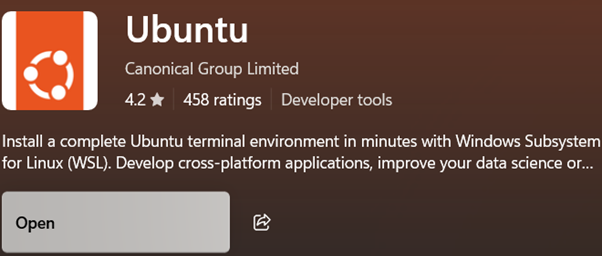 Ubuntu
Canonical Group Limited
4.2 ★ 458 ratings Developer tools
Install a complete Ubuntu terminal environment in minutes with Windows Subsystem
for Linux (WSL). Develop cross-platform applications, improve your data science or...
Open